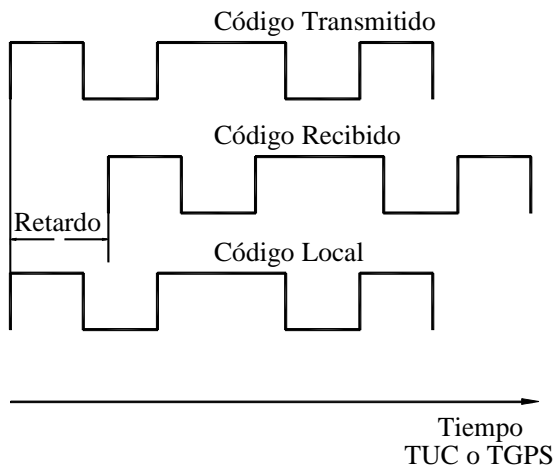 Código Transmitido
Código Recibido
Retardo
Código Local
Tiempo
TUC o TGPS